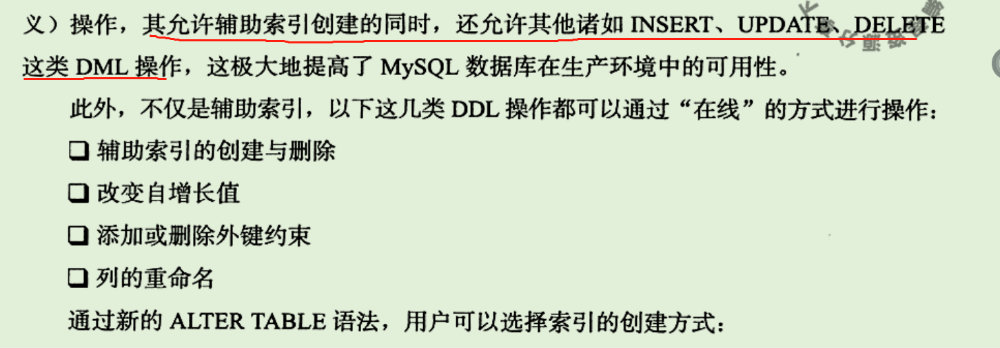 义）操作，其允许辅助索引创建的同时，还允许其他诸如 INSERT、UPDATE、DELETE
这类 DML 操作，这极大地提高了 MySQL 数据库在生产环境中的可用性。
此外，不仅是辅助索引，以下这几类 DDL 操作都可以通过“在线”的方式进行操作：
❑ 辅助索引的创建与删除
❑ 改变自增长值
❑ 添加或删除外键约束
❑ 列的重命名
通过新的 ALTER TABLE 语法，用户可以选择索引的创建方式：